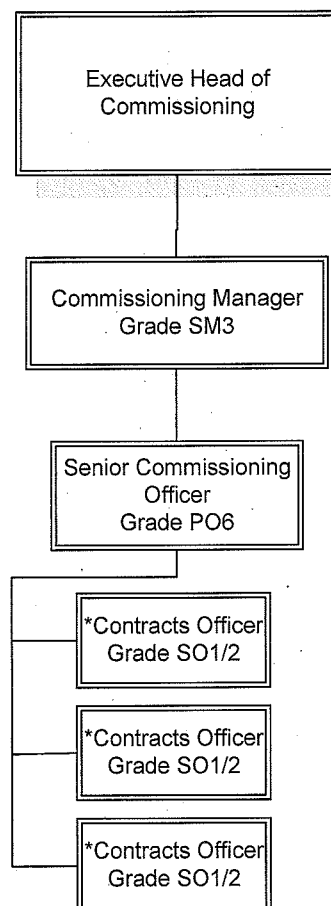 Executive Head of
Commissioning
Commissioning Manager
Grade SM3
Senior Commissioning
Officer
Grade PO6
*Contracts Officer
Grade SO1/2
*Contracts Officer
Grade SO1/2
*Contracts Officer
Grade SO1/2